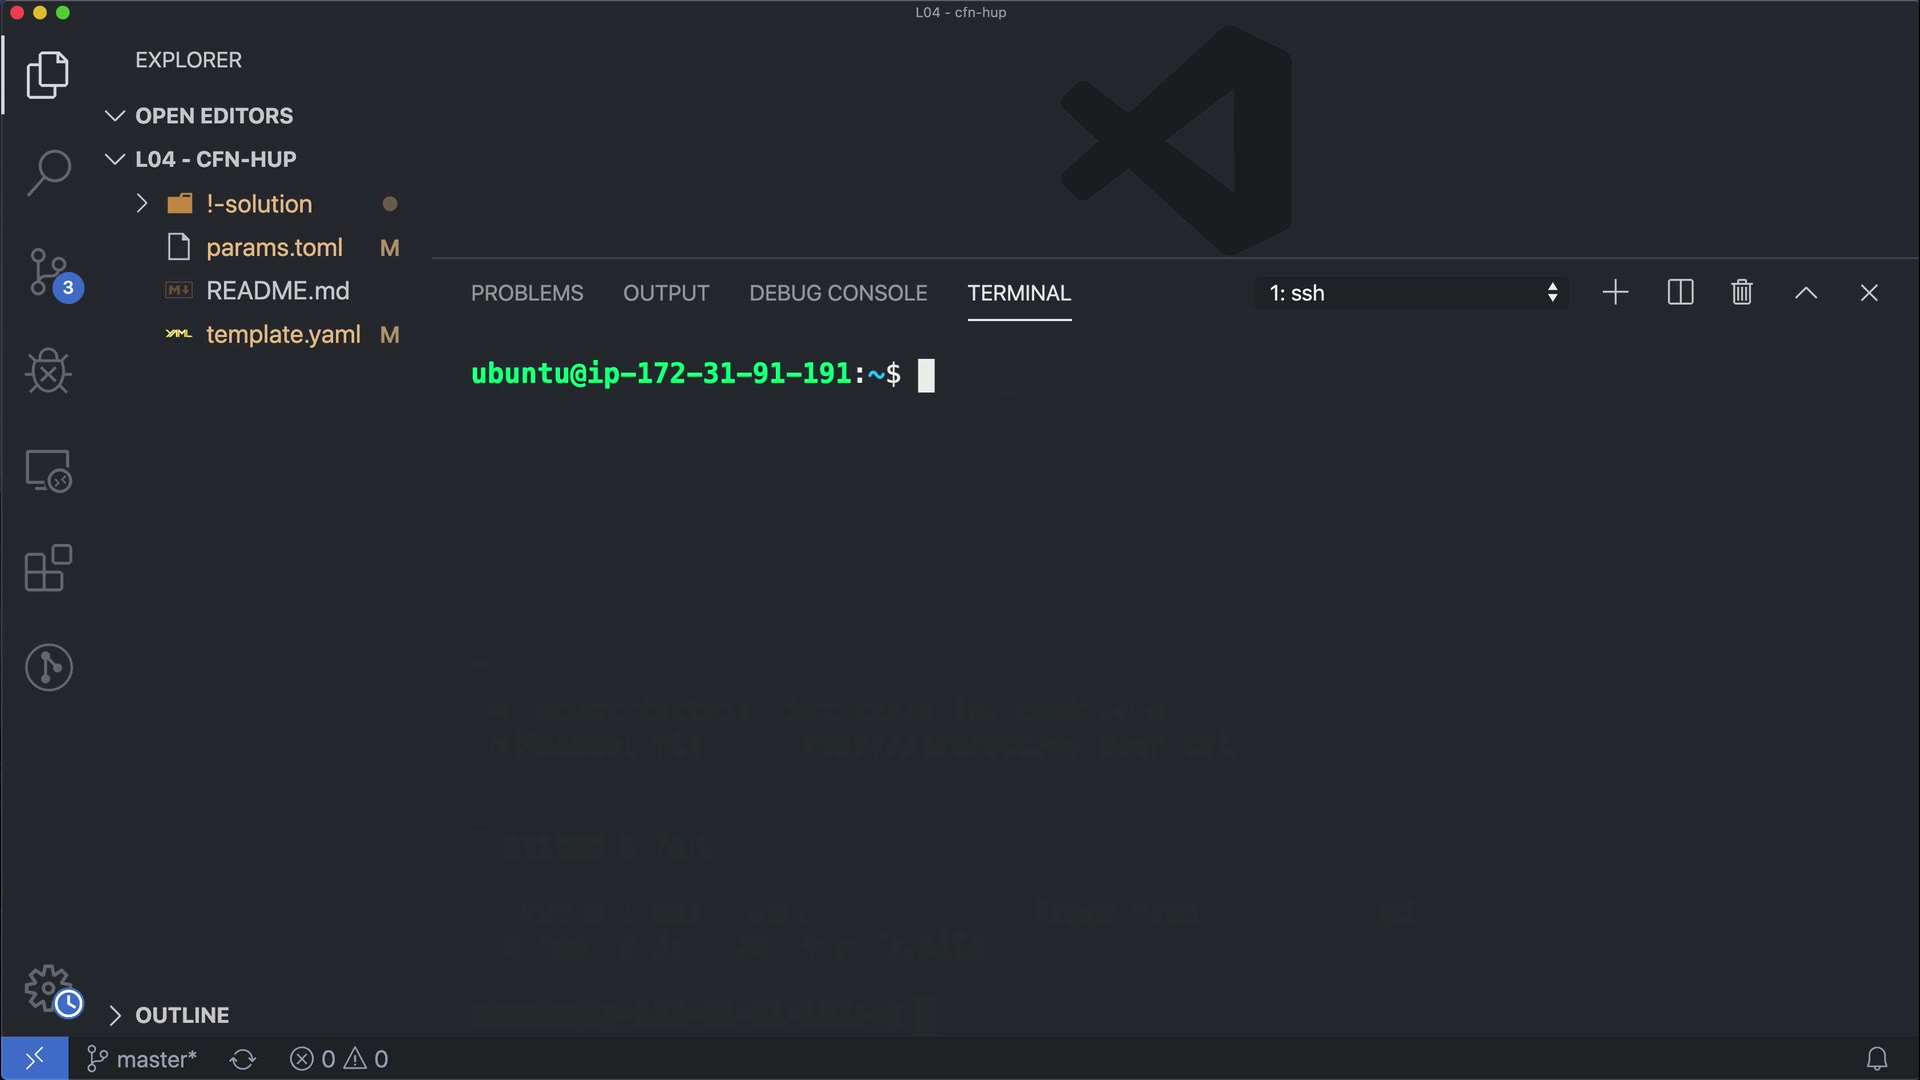 L04 - cfn-hup
EXPLORER
OPEN EDITORS
L04 - CFN-HUP
!-solution
params.toml M
README.md
template.yaml M
3
PROBLEMS OUTPUT DEBUG CONSOLE TERMINAL 1: ssh
ubuntu@ip-172-31-91-191:~$
OUTLINE
master* 0 0